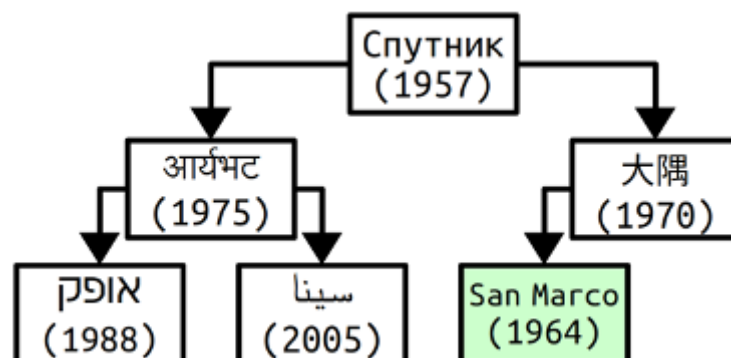 Спутник
(1957)
आर्यभट
(1975)
大隅
(1970)
אופק
(1988)
سينا
(2005)
San Marco
(1964)